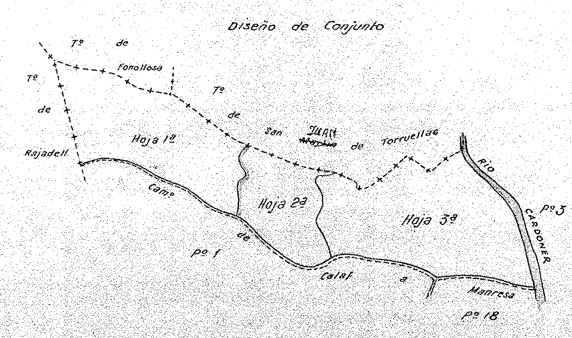 Diseño de Conjunto
Tº de
Fonollosa
Tº
de
Rajadell
Tº
de
San Juan de Torruellas
Hoja 1ª
Hoja 2ª
Hoja 3ª
RIO
CARDONER
Pº 3
Camº
de
Calaf
a
Manresa
Pº 1
Pº 18